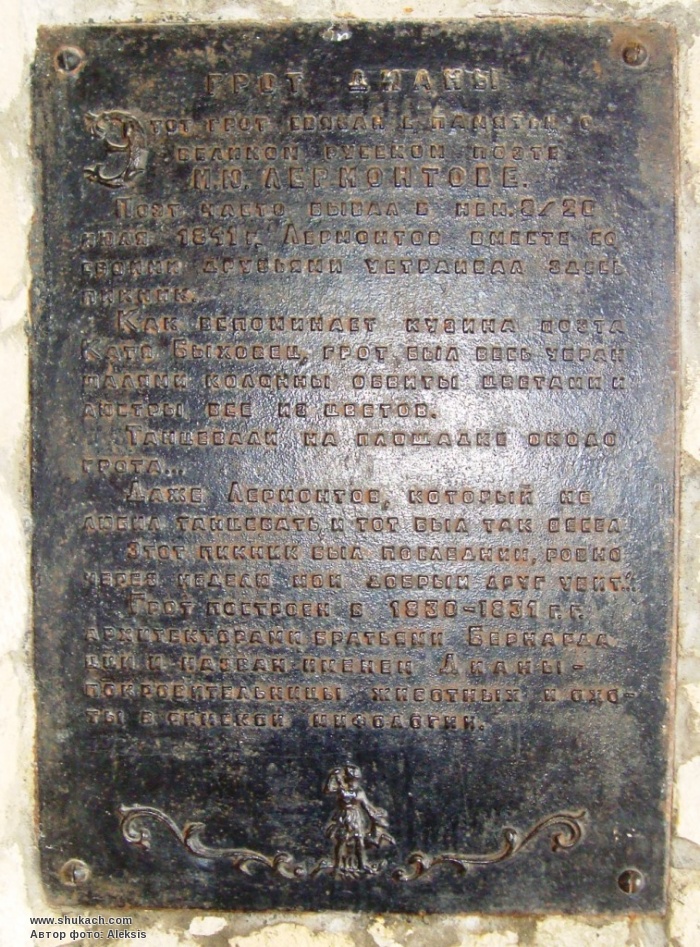 ГРОТ ДИАНЫ
ЭТОТ ГРОТ СВЯЗАН С ПАМЯТЬЮ О
ВЕЛИКОМ РУССКОМ ПОЭТЕ
М.Ю. ЛЕРМОНТОВЕ.
ПОЭТ ЧАСТО БЫВАЛ В НЕМ. 8/20
ИЮЛЯ 1841 Г. ЛЕРМОНТОВ ВМЕСТЕ СО
СВОИМИ ДРУЗЬЯМИ УСТРАИВАЛ ЗДЕСЬ
ПИКНИК.
КАК ВСПОМИНАЕТ КУЗИНА ПОЭТА
КАТЯ БЫХОВЕЦ, ГРОТ БЫЛ ВЕСЬ УБРАН
ШАЛЯМИ КОЛОННЫ ОБВИТЫ ЦВЕТАМИ И
ЛЮСТРЫ ВСЕ ИЗ ЦВЕТОВ.
ТАНЦЕВАЛИ НА ПЛОЩАДКЕ ОКОЛО
ГРОТА...
ДАЖЕ ЛЕРМОНТОВ, КОТОРЫЙ НЕ
ЛЮБИЛ ТАНЦЕВАТЬ, И ТОТ БЫЛ ТАК ВЕСЕЛ
ЭТОТ ПИКНИК БЫЛ ПОСЛЕДНИМ, РОВНО
ЧЕРЕЗ НЕДЕЛЮ МОЙ ДОБРЫЙ ДРУГ УБИТ."
ГРОТ ПОСТРОЕН В 1830-1831 Г.Г.
АРХИТЕКТОРАМИ БРАТЬЯМИ БЕРНАРДА
ЦЦИ И НАЗВАН ИМЕНЕМ ДИАНЫ-
ПОКРОВИТЕЛЬНИЦЫ ЖИВОТНЫХ И ОХО-
ТЫ В МИФОЛОГИИ.
www.shukach.com
Автор фото: Aleksis